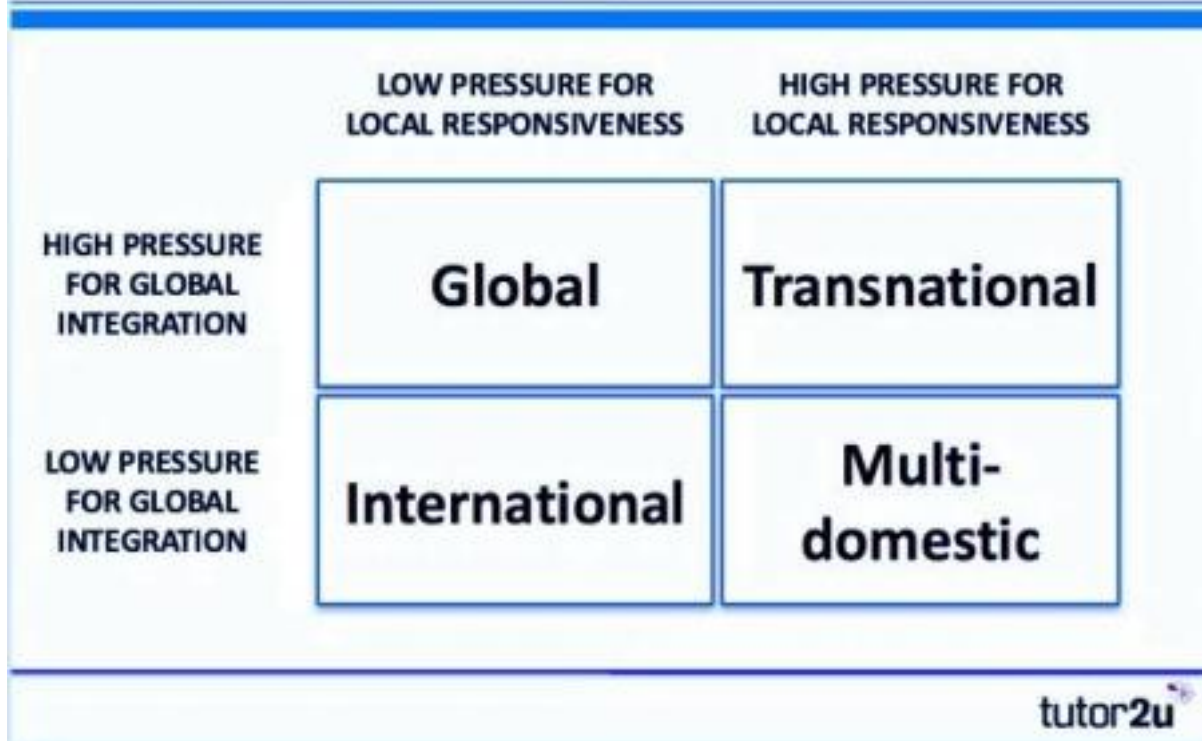 LOW PRESSURE FOR
LOCAL RESPONSIVENESS
HIGH PRESSURE FOR
LOCAL RESPONSIVENESS
HIGH PRESSURE
FOR GLOBAL
INTEGRATION
Global
Transnational
LOW PRESSURE
FOR GLOBAL
INTEGRATION
International
Multi-
domestic
tutor2u